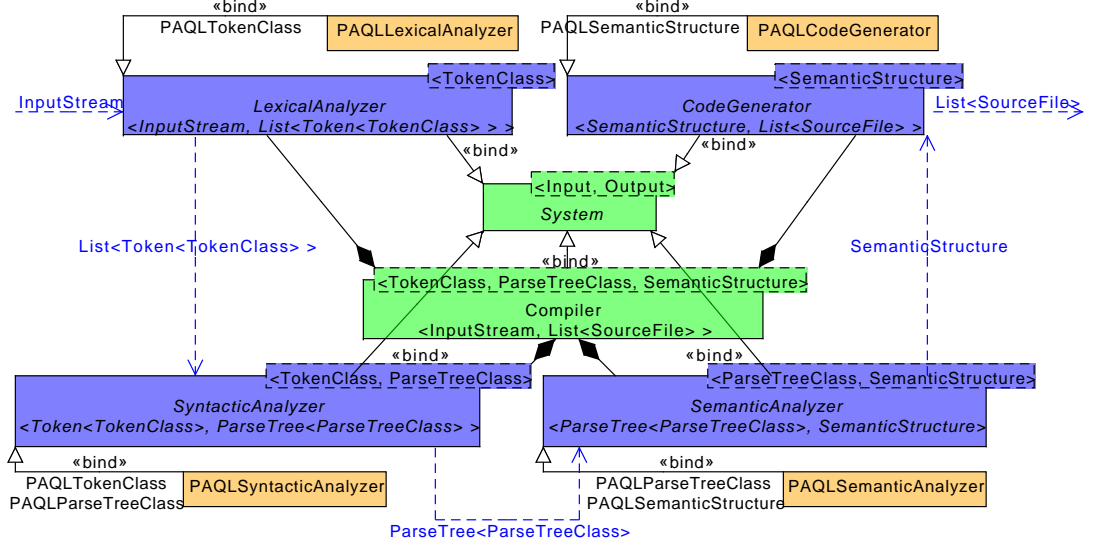 «bind»
PAQLTokenClass
PAQLLexicalAnalyzer
«bind»
PAQLSemanticStructure
PAQLCodeGenerator
<TokenClass>
<SemanticStructure>
InputStream
LexicalAnalyzer
<InputStream, List<Token<TokenClass> > >
CodeGenerator
<SemanticStructure, List<SourceFile> >
List<SourceFile>
«bind»
«bind»
<Input, Output>
System
List<Token<TokenClass> >
SemanticStructure
«bind»
<TokenClass, ParseTreeClass, SemanticStructure>
Compiler
<InputStream, List<SourceFile> >
«bind»
«bind»
<TokenClass, ParseTreeClass>
<ParseTreeClass, SemanticStructure>
SyntacticAnalyzer
<Token<TokenClass>, ParseTree<ParseTreeClass> >
SemanticAnalyzer
<ParseTree<ParseTreeClass>, SemanticStructure>
«bind»
PAQLTokenClass
PAQLParseTreeClass
PAQLSyntacticAnalyzer
«bind»
PAQLParseTreeClass
PAQLSemanticStructure
PAQLSemanticAnalyzer
ParseTree<ParseTreeClass>